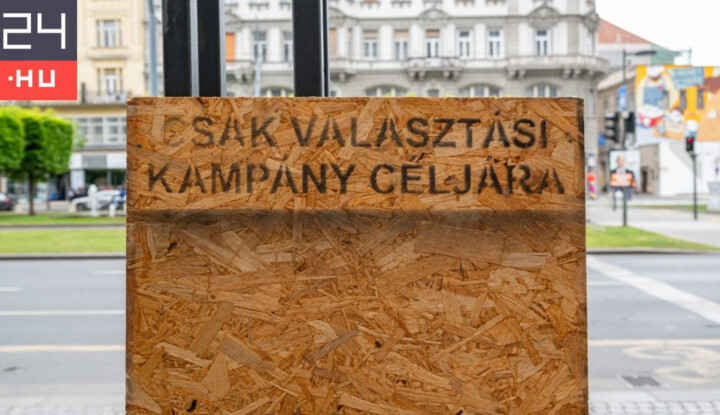 24
.HU
CSAK VÁLASZTÁSI
KAMPÁNY CÉLJÁRA